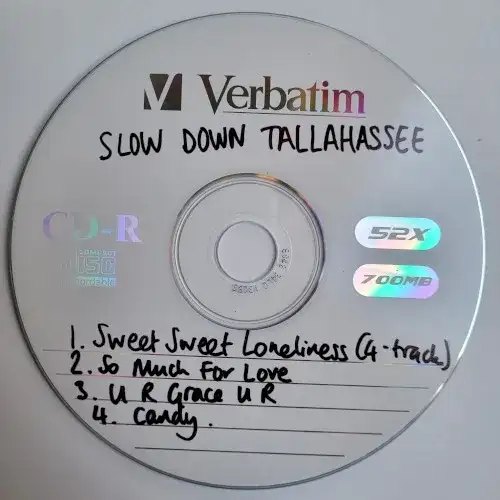 Verbatim
SLOW DOWN TALLAHASSEE
CD-R
52X
700MB
1. Sweet Sweet Loneliness (4-track)
2. So Much For Love
3. U R Grace U R
4. Candy.